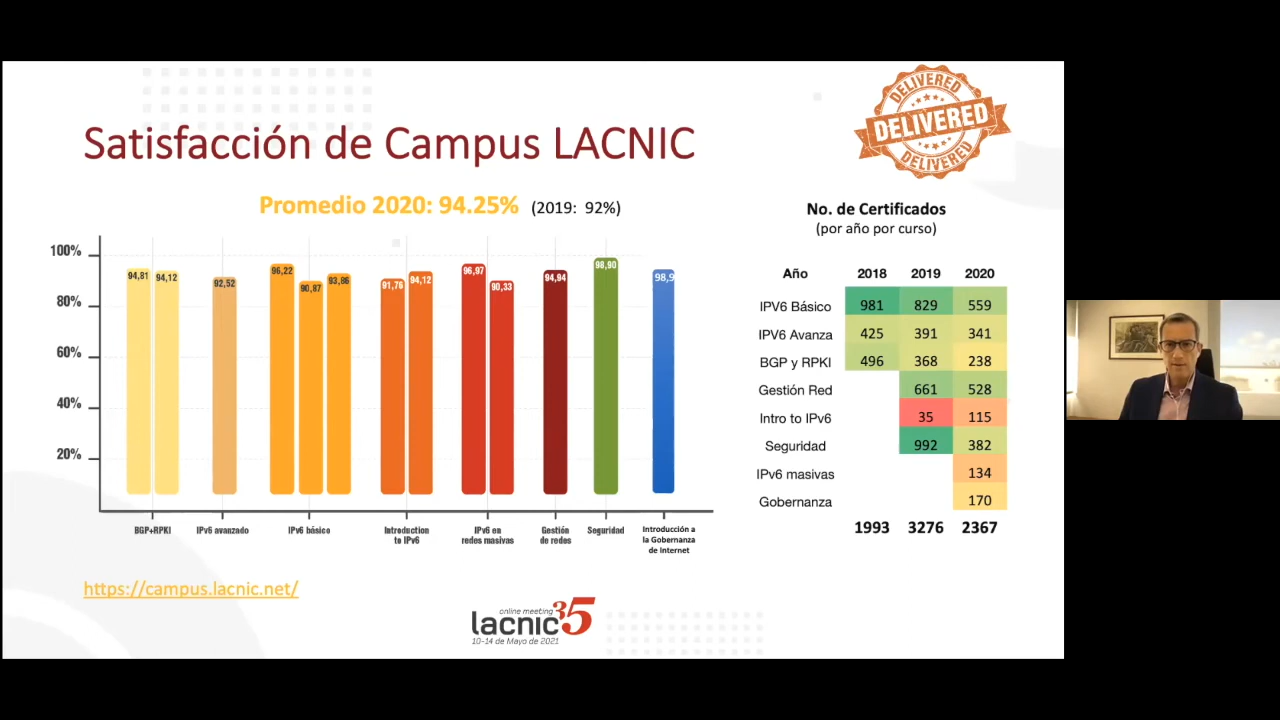 DELIVERED
DELIVERED
DELIVERED
Satisfacción de Campus LACNIC
Promedio 2020: 94.25% (2019: 92%)
100%
80%
60%
40%
20%
94,81 94,12 92,52 96,22 90,87 93,86 91,76 94,12 96,97 90,33 94,94 98,90 98,9
BGP+RPKI
IPv6 avanzado
IPv6 básico
Introduction
to IPv6
IPv6 en
redes masivas
Gestión
de redes
Seguridad
Introducción a
la Gobernanza
de Internet
No. de Certificados
(por año por curso)
Año 2018 2019 2020
IPV6 Básico 981 829 559
IPV6 Avanza 425 391 341
BGP y RPKI 496 368 238
Gestión Red 661 528
Intro to IPv6 35 115
Seguridad 992 382
IPv6 masivas 134
Gobernanza 170
1993 3276 2367
https://campus.lacnic.net/
online meeting
lacnic35
10-14 de Mayo de 2021